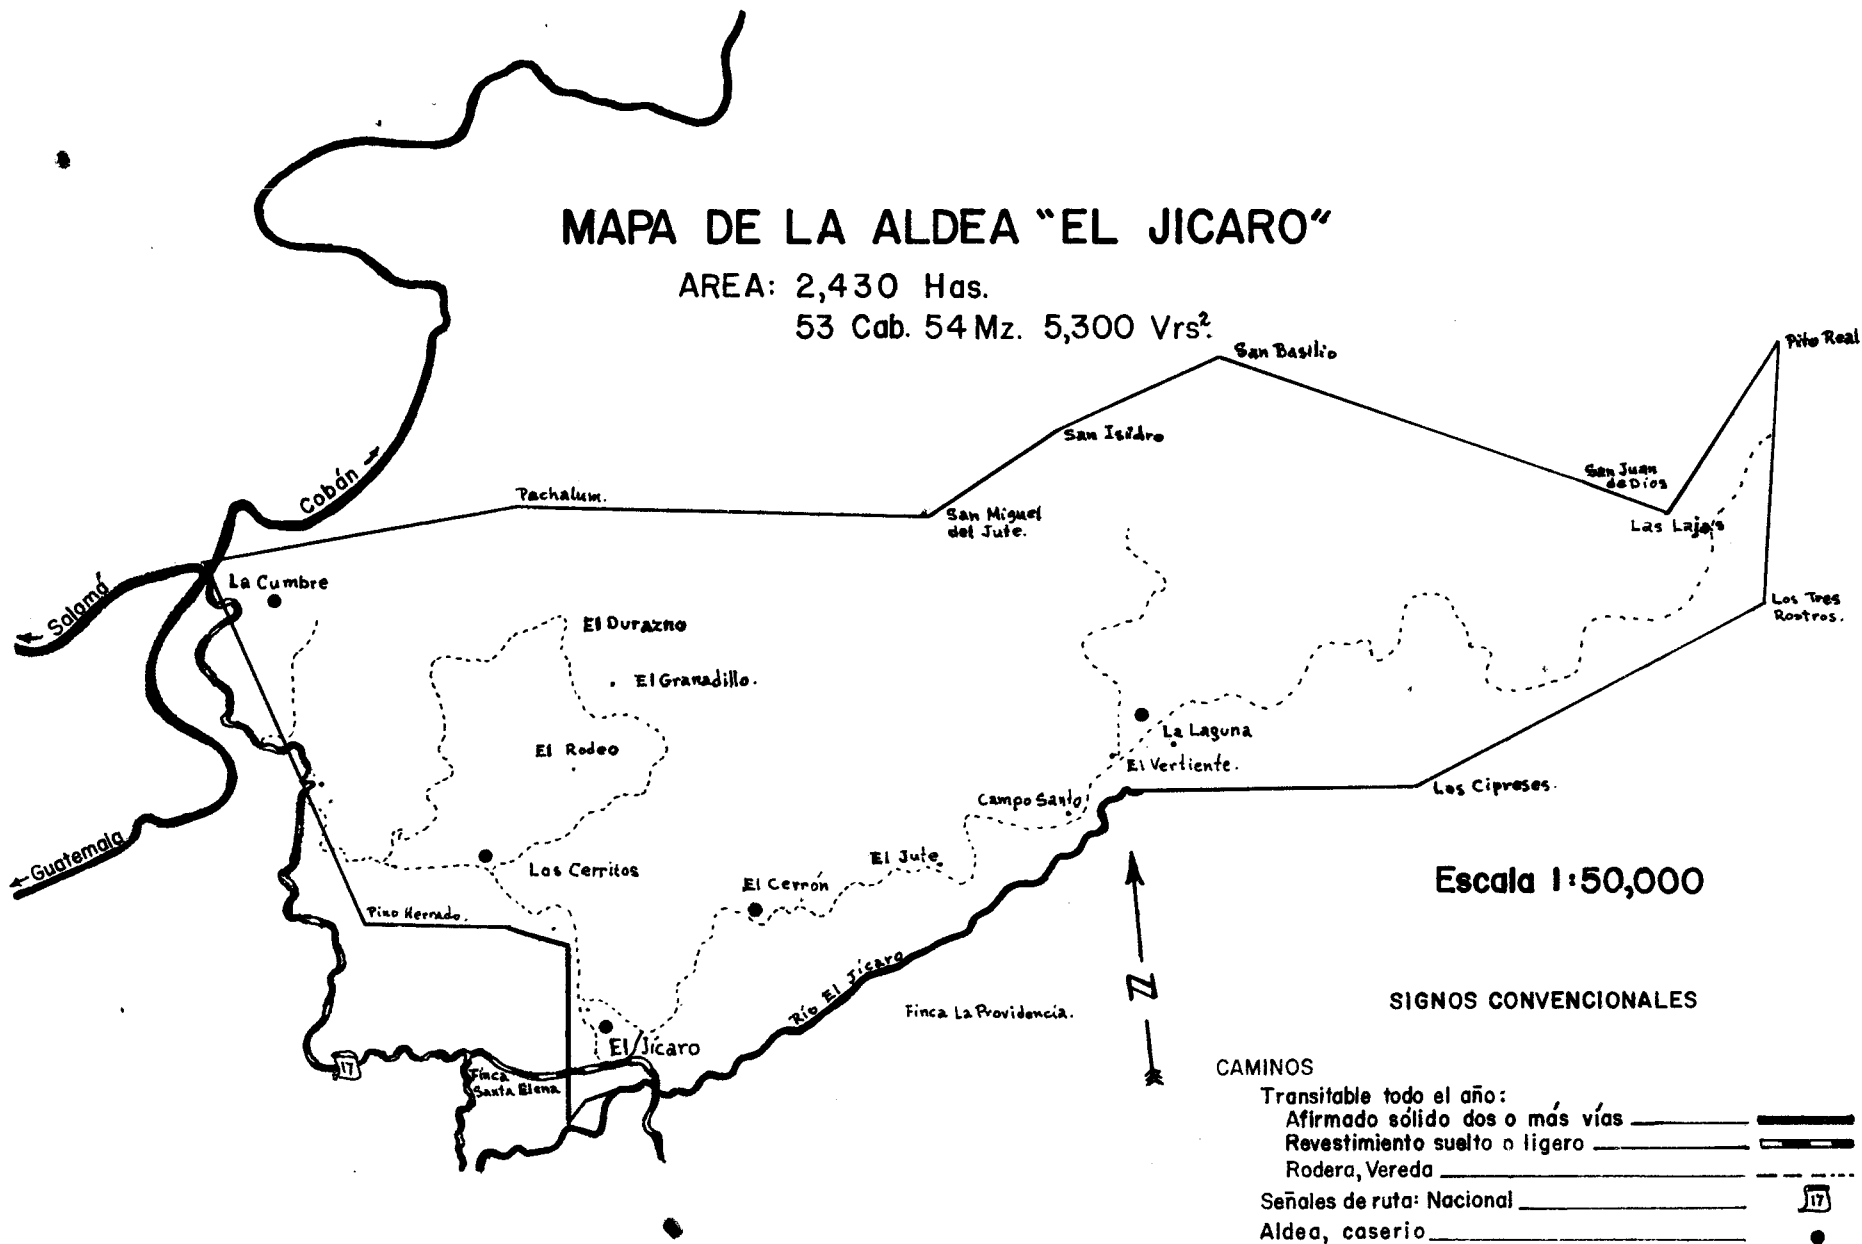 MAPA DE LA ALDEA "EL JICARO"
AREA: 2,430 Has.
53 Cab. 54 Mz. 5,300 Vrs².
San Basilio
Pito Real
San Isidro
San Juan
de Dios
Cobán
Pachalum.
San Miguel
del Jute.
Las Lajas
Salamá
La Cumbre
Los Tres
Rostros.
El Durazno
El Granadillo.
El Rodeo
La Laguna
El Vertiente.
Los Cipreses.
Campo Santo
Guatemala
Los Cerritos
El Jute
El Cerrón
Escala 1:50,000
Pino Herrado.
Río El Jícaro
N
Finca La Providencia.
SIGNOS CONVENCIONALES
El Jícaro
17
Finca
Santa Elena
CAMINOS
Transitable todo el año:
Afirmado sólido dos o más vías
Revestimiento suelto o ligero
Rodera, Vereda
Señales de ruta: Nacional 17
Aldea, caserio